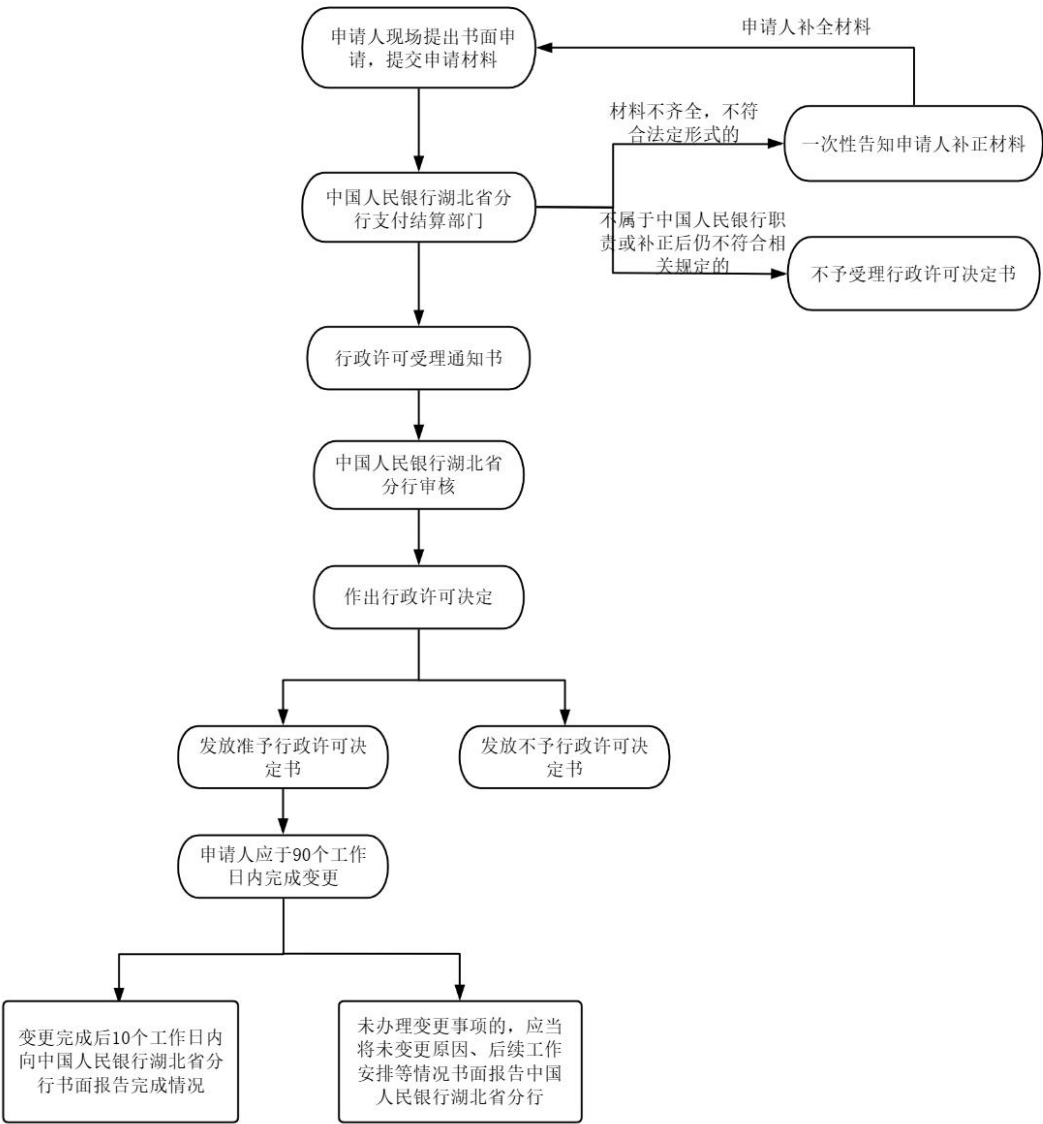 申请人补全材料
申请人现场提出书面申
请，提交申请材料
材料不齐全，不符
合法定形式的
一次性告知申请人补正材料
中国人民银行湖北省分
行支付结算部门
不属于中国人民银行职
责或补正后仍不符合相
关规定的
不予受理行政许可决定书
行政许可受理通知书
中国人民银行湖北省
分行审核
作出行政许可决定
发放准予行政许可决
定书
发放不予行政许可决
定书
申请人应于90个工作
日内完成变更
变更完成后10个工作日内
向中国人民银行湖北省分
行书面报告完成情况
未办理变更事项的，应当
将未变更原因、后续工作
安排等情况书面报告中国
人民银行湖北省分行